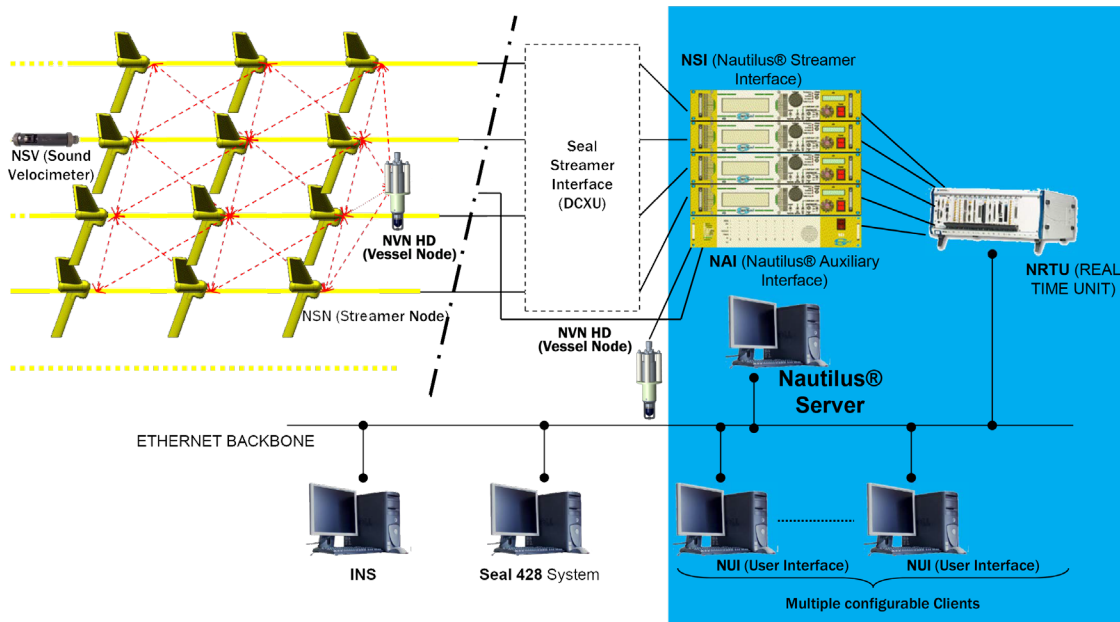 NSV (Sound
Velocimeter)
NSN (Streamer Node)
NVN HD
(Vessel Node)
Seal
Streamer
Interface
(DCXU)
NSI (Nautilus® Streamer
Interface)
NAI (Nautilus® Auxiliary
Interface)
NRTU (REAL
TIME UNIT)
NVN HD
(Vessel Node)
Nautilus®
Server
ETHERNET BACKBONE
INS
Seal 428 System
NUI (User Interface)
NUI (User Interface)
Multiple configurable Clients